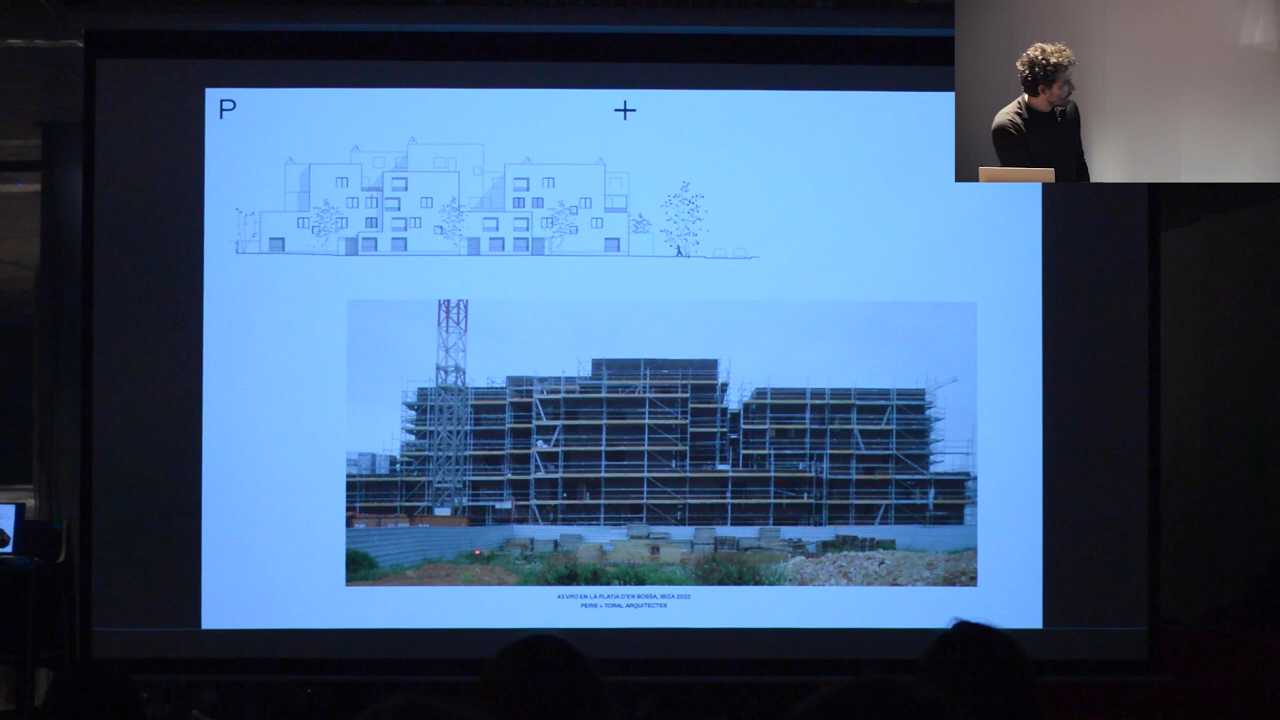 P +
43 VPO EN LA PLATJA D'EN BOSSA, IBIZA 2022
PERIS + TORAL ARQUITECTES